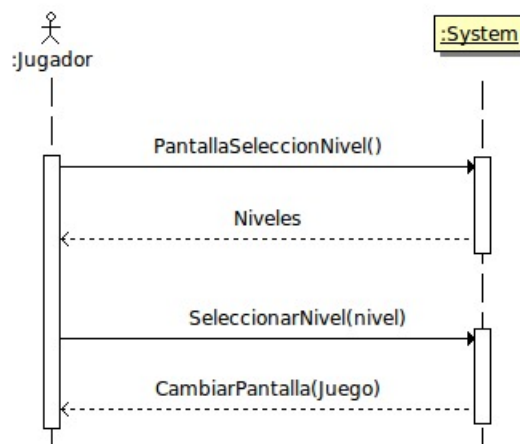 :Jugador
:System
PantallaSeleccionNivel()
Niveles
SeleccionarNivel(nivel)
CambiarPantalla(Juego)